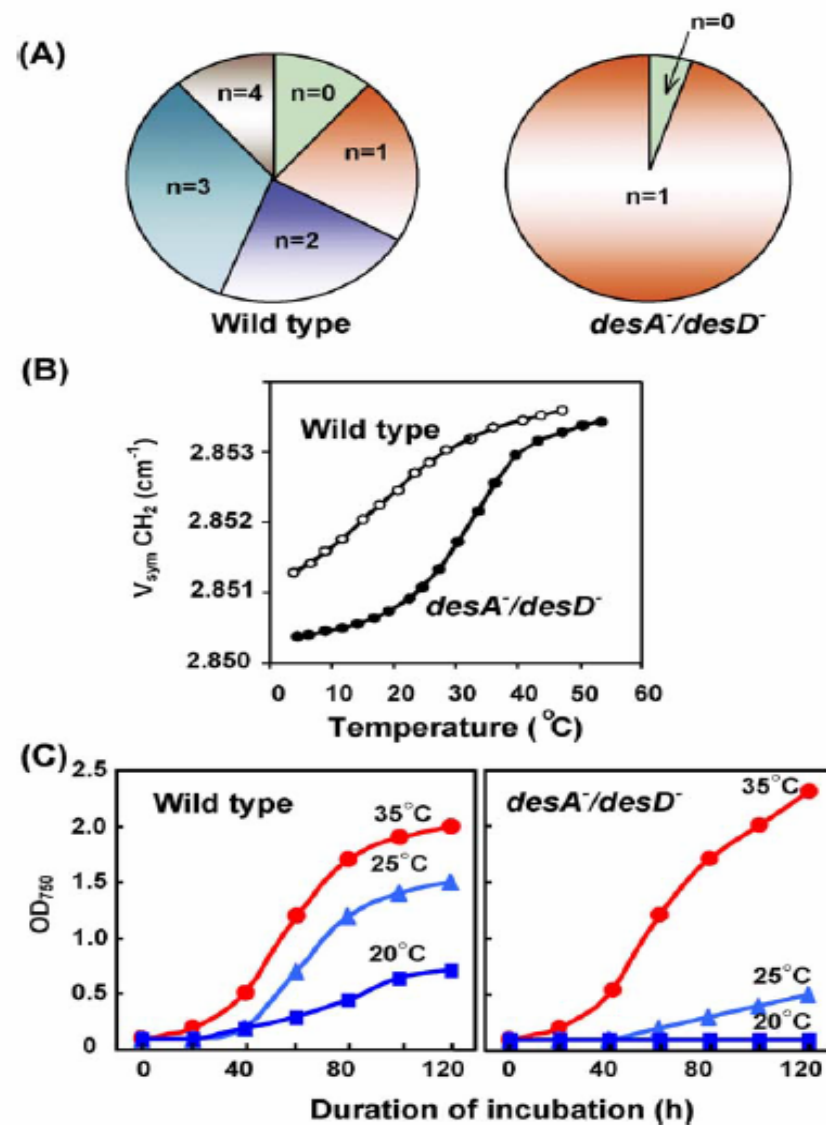 (A)
n=4
n=0
n=1
n=3
n=2
Wild type
n=0
n=1
desA-/desD-
(B)
Wild type
desA-/desD-
Vsym CH2 (cm-1)
2.853
2.852
2.851
2.850
0 10 20 30 40 50 60
Temperature (°C)
(C)
Wild type
desA-/desD-
35°C
25°C
20°C
35°C
25°C
20°C
OD750
2.5
2.0
1.5
1.0
0.5
0
0 40 80 120
0 40 80 120
Duration of incubation (h)